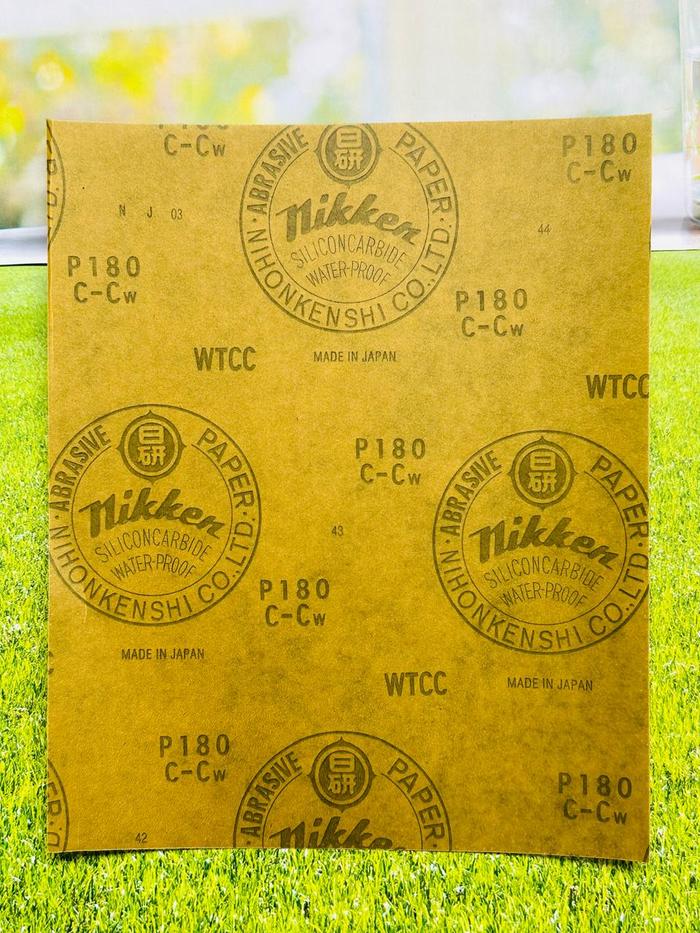 P180
C-Cw
ABRASIVE PAPER
日研
Nikken
SILICONCARBIDE
WATER-PROOF
NIHONKENSHI CO.,LTD.
P180
C-Cw
N J 03
44
P180
C-Cw
P180
C-Cw
WTCC
MADE IN JAPAN
WTCC
ABRASIVE PAPER
日研
Nikken
SILICONCARBIDE
WATER-PROOF
NIHONKENSHI CO.,LTD.
P180
C-Cw
ABRASIVE PAPER
日研
Nikken
SILICONCARBIDE
WATER-PROOF
NIHONKENSHI CO.,LTD.
43
P180
C-Cw
MADE IN JAPAN
WTCC
MADE IN JAPAN
P180
C-Cw
ABRASIVE PAPER
日研
Nikken
P180
C-Cw
42